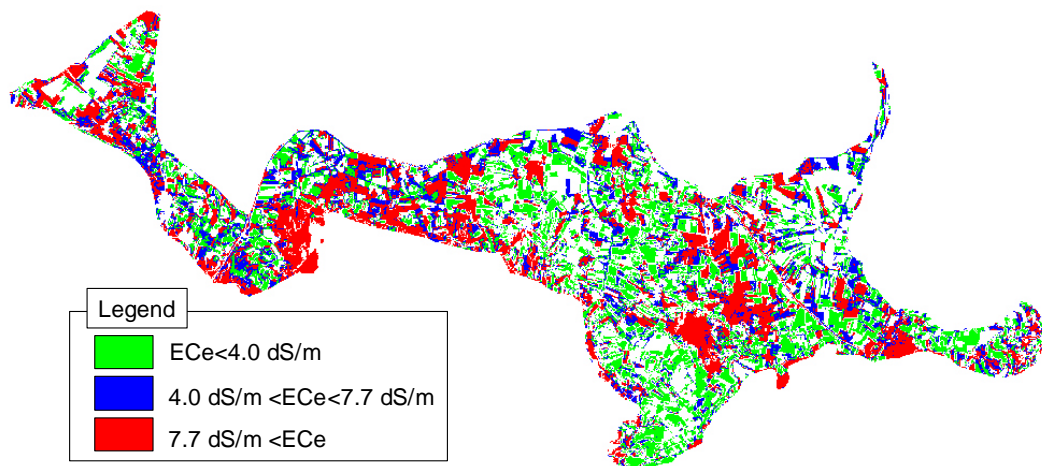 Legend
ECe<4.0 dS/m
4.0 dS/m <ECe<7.7 dS/m
7.7 dS/m <ECe